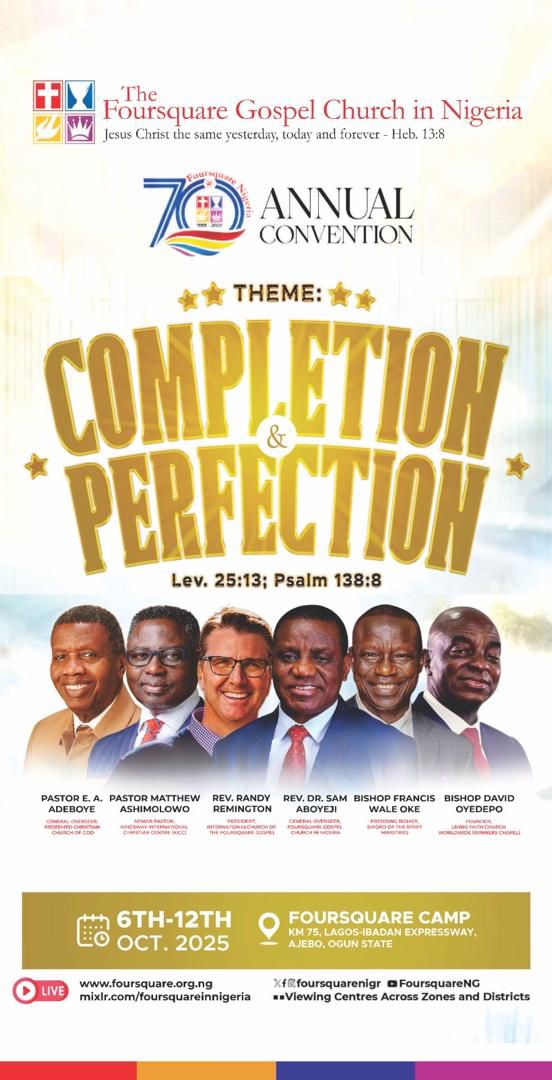 The
Foursquare Gospel Church in Nigeria
Jesus Christ the same yesterday, today and forever - Heb. 13:8
70
Foursquare Nigeria
1955 - 2025
ANNUAL
CONVENTION
THEME:
COMPLETION
&
PERFECTION
Lev. 25:13; Psalm 138:8
PASTOR E. A.
ADEBOYE
GENERAL OVERSEER,
REDEEMED CHRISTIAN
CHURCH OF GOD
PASTOR MATTHEW
ASHIMOLOWO
SENIOR PASTOR,
KINGSWAY INTERNATIONAL
CHRISTIAN CENTRE (KICC)
REV. RANDY
REMINGTON
PRESIDENT,
INTERNATIONALCHURCH OF
THE FOURSQUARE GOSPEL
REV. DR. SAM
ABOYEJI
GENERAL OVERSEER,
FOURSQUARE GOSPEL
CHURCH IN NIGERIA
BISHOP FRANCIS
WALE OKE
PRESIDING BISHOP,
SWORD OF THE SPIRIT
MINISTRIES
BISHOP DAVID
OYEDEPO
FOUNDER,
LIVING FAITH CHURCH
WORLDWIDE (WINNERS CHAPEL)
6TH-12TH
OCT. 2025
FOURSQUARE CAMP
KM 75, LAGOS-IBADAN EXPRESSWAY,
AJEBO, OGUN STATE
LIVE
www.foursquare.org.ng
mixlr.com/foursquareinnigeria
foursquarenigr FoursquareNG
Viewing Centres Across Zones and Districts